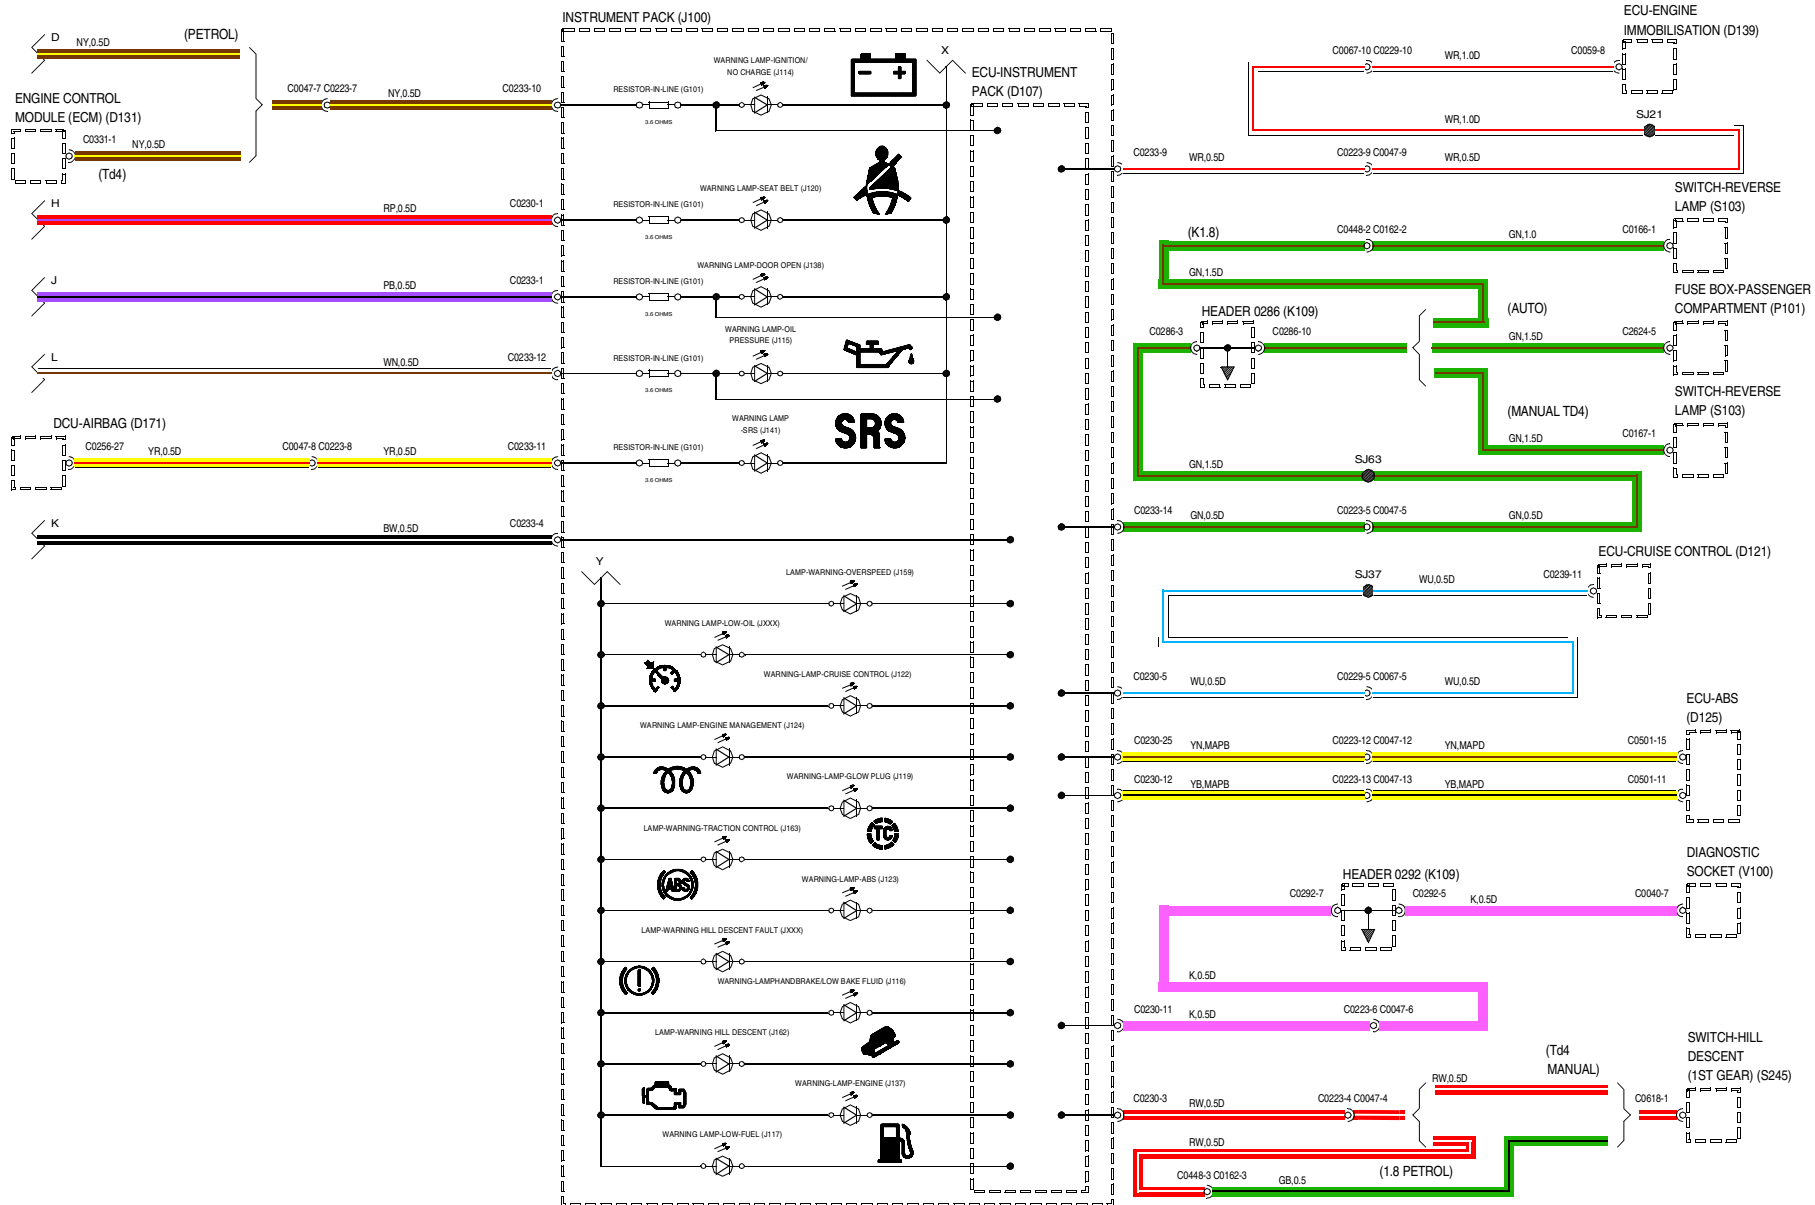 INSTRUMENT PACK (J100)
D
NY,0.5D
(PETROL)
ENGINE CONTROL
MODULE (ECM) (D131)
C0331-1
NY,0.5D
(Td4)
C0047-7 C0223-7
NY,0.5D
C0233-10
H
RP,0.5D
C0230-1
J
PB,0.5D
C0233-1
L
WN,0.5D
C0233-12
DCU-AIRBAG (D171)
C0256-27
YR,0.5D
C0047-8 C0223-8
YR,0.5D
C0233-11
K
BW,0.5D
C0233-4
WARNING LAMP-IGNITION/
NO CHARGE (J114)
RESISTOR-IN-LINE (G101)
3.6 OHMS
X
ECU-INSTRUMENT
PACK (D107)
WARNING LAMP-SEAT BELT (J120)
RESISTOR-IN-LINE (G101)
3.6 OHMS
WARNING LAMP-DOOR OPEN (J138)
RESISTOR-IN-LINE (G101)
3.6 OHMS
WARNING LAMP-OIL
PRESSURE (J115)
RESISTOR-IN-LINE (G101)
3.6 OHMS
WARNING LAMP
-SRS (J141)
SRS
RESISTOR-IN-LINE (G101)
3.6 OHMS
Y
LAMP-WARNING-OVERSPEED (J159)
WARNING LAMP-LOW-OIL (JXXX)
WARNING-LAMP-CRUISE CONTROL (J122)
WARNING LAMP-ENGINE MANAGEMENT (J124)
WARNING-LAMP-GLOW PLUG (J119)
TC
LAMP-WARNING-TRACTION CONTROL (J163)
ABS
WARNING-LAMP-ABS (J123)
LAMP-WARNING HILL DESCENT FAULT (JXXX)
WARNING-LAMPHANDBRAKE/LOW BAKE FLUID (J116)
LAMP-WARNING HILL DESCENT (J162)
WARNING-LAMP-ENGINE (J137)
WARNING LAMP-LOW-FUEL (J117)
ECU-ENGINE
IMMOBILISATION (D139)
C0067-10 C0229-10
WR,1.0D
C0059-8
WR,1.0D
SJ21
C0233-9
WR,0.5D
C0223-9 C0047-9
WR,0.5D
SWITCH-REVERSE
LAMP (S103)
(K1.8)
C0448-2 C0162-2
GN,1.0
C0166-1
GN,1.5D
FUSE BOX-PASSENGER
COMPARTMENT (P101)
HEADER 0286 (K109)
(AUTO)
C0286-3
C0286-10
GN,1.5D
C2624-5
SWITCH-REVERSE
LAMP (S103)
(MANUAL TD4)
GN,1.5D
C0167-1
GN,1.5D
SJ63
C0233-14
GN,0.5D
C0223-5 C0047-5
GN,0.5D
ECU-CRUISE CONTROL (D121)
SJ37
WU,0.5D
C0239-11
C0230-5
WU,0.5D
C0229-5 C0067-5
WU,0.5D
ECU-ABS
(D125)
C0230-25
YN,MAPB
C0223-12 C0047-12
YN,MAPD
C0501-15
C0230-12
YB,MAPB
C0223-13 C0047-13
YB,MAPD
C0501-11
DIAGNOSTIC
SOCKET (V100)
HEADER 0292 (K109)
C0292-7
C0292-5
K,0.5D
C0040-7
K,0.5D
C0230-11
K,0.5D
C0223-6 C0047-6
SWITCH-HILL
DESCENT
(1ST GEAR) (S245)
(Td4
MANUAL)
RW,0.5D
C0230-3
RW,0.5D
C0223-4 C0047-4
C0618-1
RW,0.5D
(1.8 PETROL)
C0448-3 C0162-3
GB,0.5